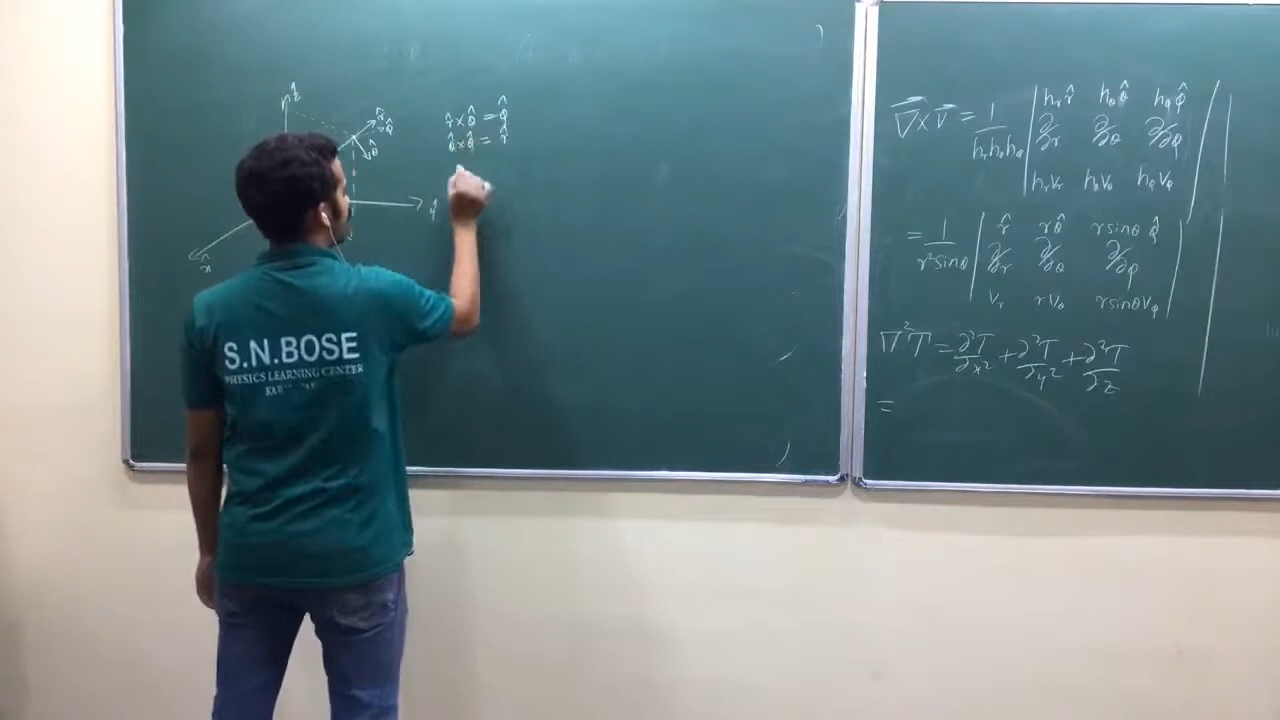 ẑ
r̂
φ̂
θ̂
y
x
r̂ × θ̂ = φ̂
θ̂ × φ̂ = r̂
S.N.BOSE
PHYSICS LEARNING CENTER
∇⃗ × v⃗ = 1/(h_r h_θ h_φ) | h_r r̂ h_θ θ̂ h_φ φ̂
∂/∂r ∂/∂θ ∂/∂φ
h_r v_r h_θ v_θ h_φ v_φ |
= 1/(r² sinθ) | r̂ rθ̂ r sinθ φ̂
∂/∂r ∂/∂θ ∂/∂φ
v_r r v_θ r sinθ v_φ |
∇²T = ∂²T/∂x² + ∂²T/∂y² + ∂²T/∂z
=